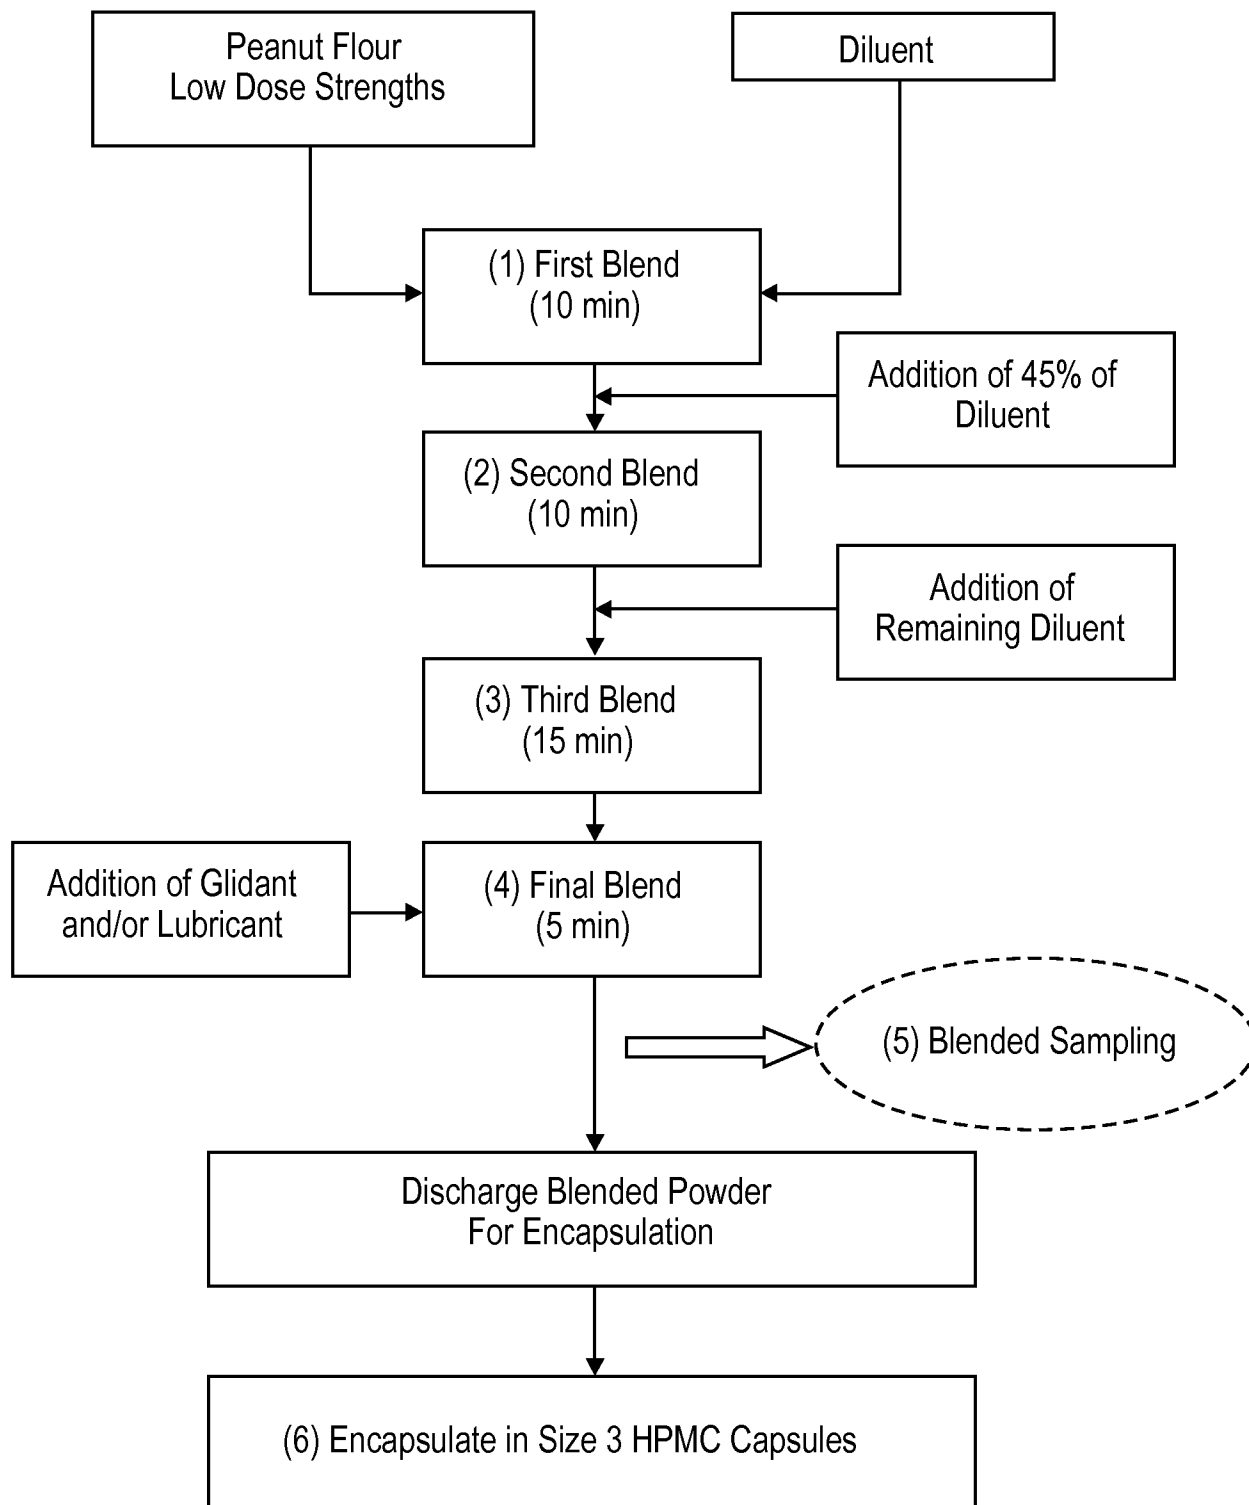 Peanut Flour
Low Dose Strengths
Diluent
(1) First Blend
(10 min)
Addition of 45% of
Diluent
(2) Second Blend
(10 min)
Addition of
Remaining Diluent
(3) Third Blend
(15 min)
Addition of Glidant
and/or Lubricant
(4) Final Blend
(5 min)
(5) Blended Sampling
Discharge Blended Powder
For Encapsulation
(6) Encapsulate in Size 3 HPMC Capsules